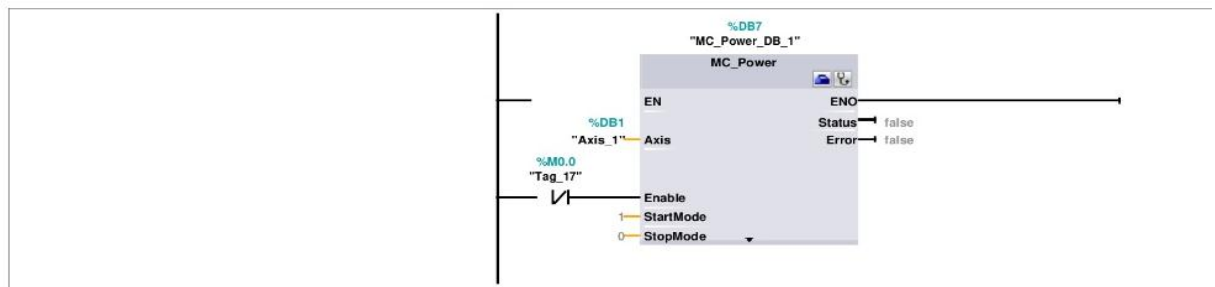 %DB7
"MC_Power_DB_1"
MC_Power
EN ENO
%DB1 Status false
"Axis_1" Axis Error false
%M0.0
"Tag_17"
Enable
1 StartMode
0 StopMode